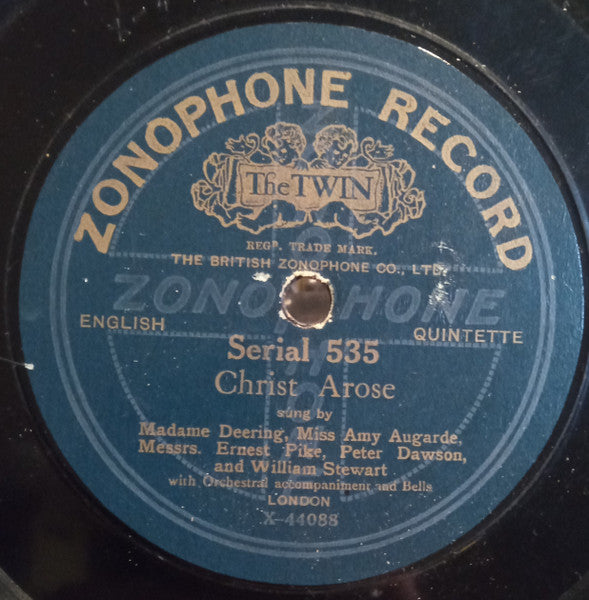 ZONOPHONE RECORD
The TWIN
REGD. TRADE MARK.
THE BRITISH ZONOPHONE CO., LTD.
ZONOPHONE
ENGLISH
QUINTETTE
Serial 535
Christ Arose
sung by
Madame Deering, Miss Amy Augarde,
Messrs. Ernest Pike, Peter Dawson,
and William Stewart
with Orchestral accompaniment and Bells
LONDON
X-44088